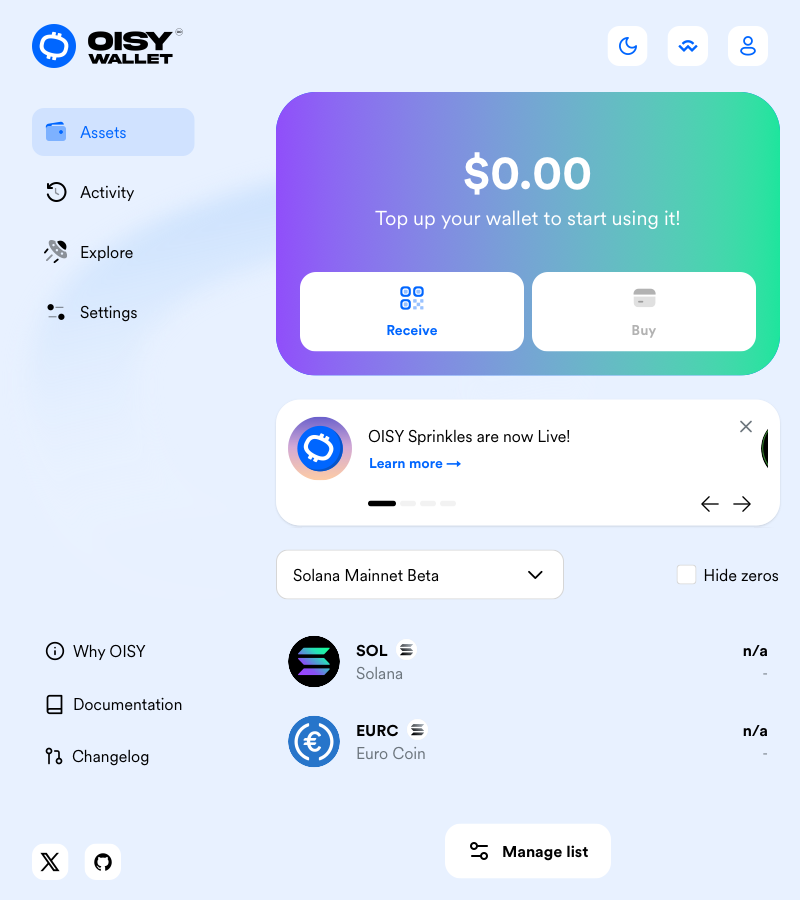 OISY
WALLET
Assets
Activity
Explore
Settings
$0.00
Top up your wallet to start using it!
Receive
Buy
OISY Sprinkles are now Live!
Learn more →
Solana Mainnet Beta
Hide zeros
SOL
n/a
Solana
-
EURC
n/a
Euro Coin
-
Why OISY
Documentation
Changelog
Manage list